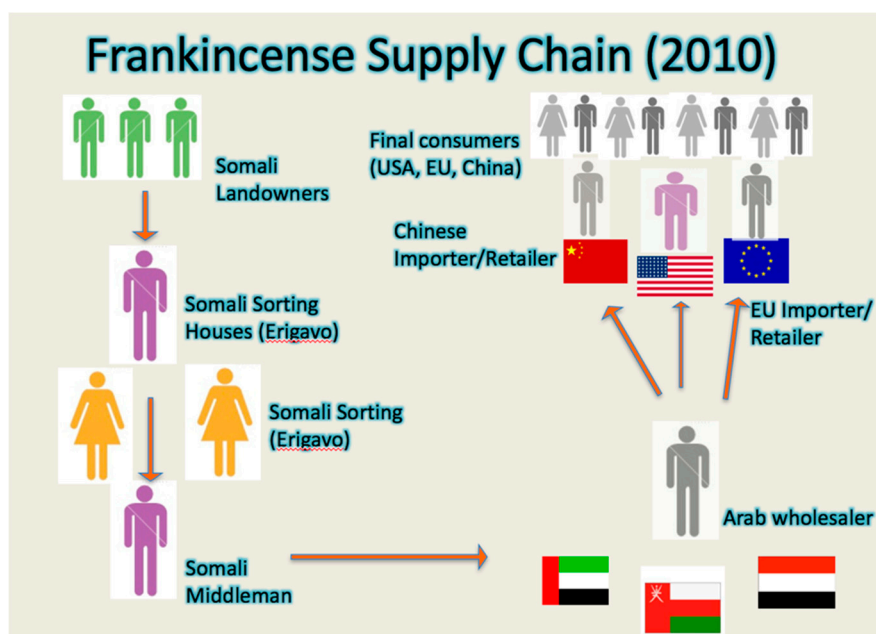 Frankincense Supply Chain (2010)
Somali
Landowners
Somali Sorting
Houses (Erigavo)
Somali Sorting
(Erigavo)
Somali
Middleman
Final consumers
(USA, EU, China)
Chinese
Importer/Retailer
EU Importer/
Retailer
Arab wholesaler